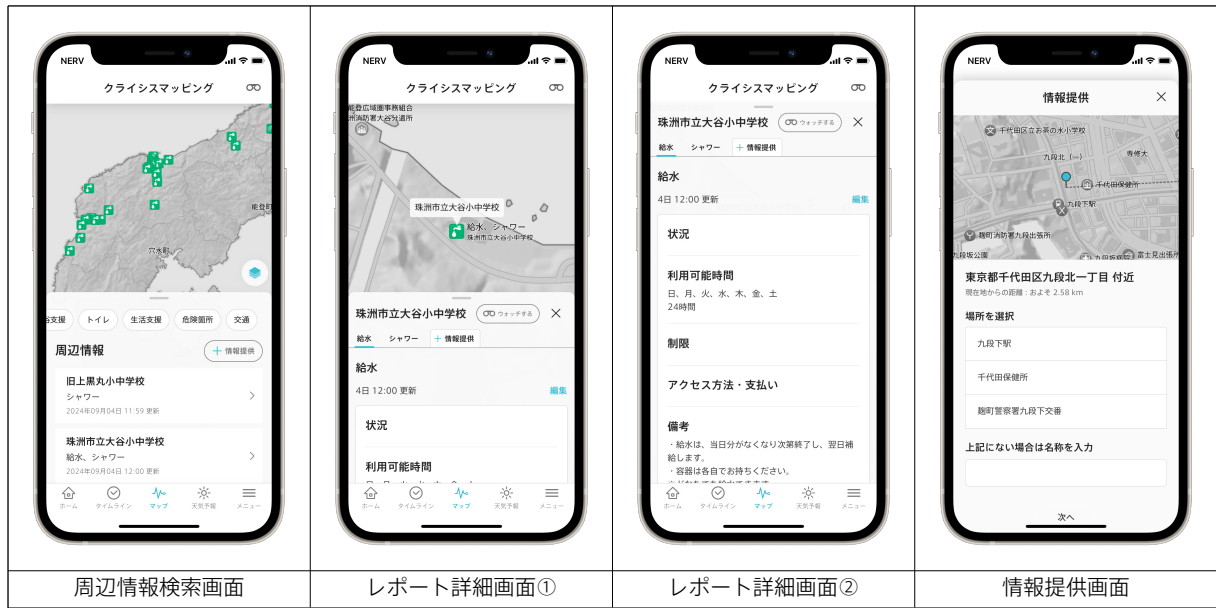 NERV
クライシスマッピング
能登町
穴水町
支援
トイレ
生活支援
危険箇所
交通
周辺情報
+ 情報提供
旧上黒丸小中学校
シャワー
2024年09月04日 11:59 更新
珠洲市立大谷小中学校
給水、シャワー
2024年09月04日 12:00 更新
ホーム
タイムライン
マップ
天気予報
メニュー
周辺情報検索画面
NERV
クライシスマッピング
能登広域圏事務組合
洲消防署大谷分遣所
珠洲市立大谷小中学校
給水、シャワー
珠洲市立大谷小中学校
珠洲市立大谷小中学校
ウォッチする
給水
シャワー
+ 情報提供
給水
4日 12:00 更新
編集
状況
利用可能時間
ホーム
タイムライン
マップ
天気予報
メニュー
レポート詳細画面①
NERV
クライシスマッピング
珠洲市立大谷小中学校
ウォッチする
給水
シャワー
+ 情報提供
給水
4日 12:00 更新
編集
状況
利用可能時間
日、月、火、水、木、金、土
24時間
制限
アクセス方法・支払い
備考
・給水は、当日分がなくなり次第終了し、翌日補
給します。
・容器は各自でお持ちください。
ホーム
タイムライン
マップ
天気予報
メニュー
レポート詳細画面②
NERV
情報提供
千代田区立お茶の水小学校
九段北（一）
専修大
千代田保健所
九段下駅
麹町消防署九段出張所
九段坂公園
九段坂病院
富士見出張所
東京都千代田区九段北一丁目 付近
現在地からの距離：およそ 2.58 km
場所を選択
九段下駅
千代田保健所
麹町警察署九段下交番
上記にない場合は名称を入力
次へ
情報提供画面